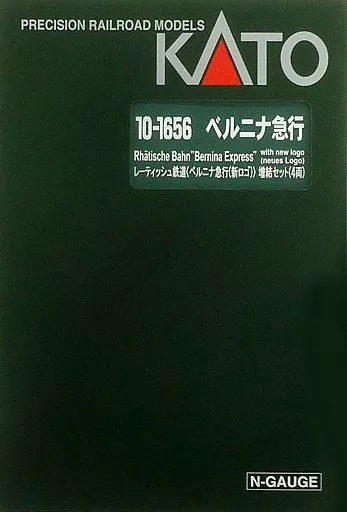 PRECISION RAILROAD MODELS
KATO
10-1656 ベルニナ急行
Rhätische Bahn"Bernina Express" with new logo
(neues Logo)
レーティッシュ鉄道〈ベルニナ急行(新ロゴ)〉 増結セット(4両)
N-GAUGE